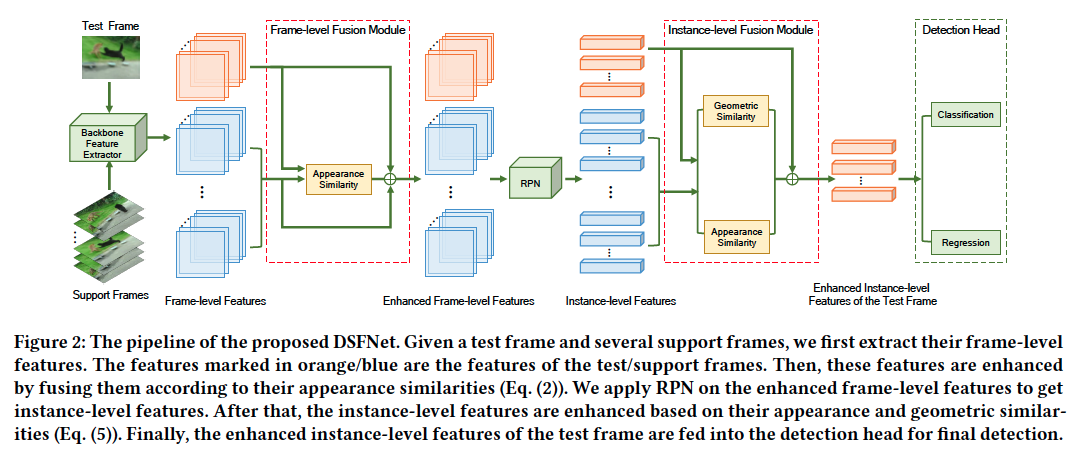 Test Frame
Frame-level Fusion Module
Instance-level Fusion Module
Detection Head
Backbone
Feature
Extractor
Appearance
Similarity
RPN
Geometric
Similarity
Appearance
Similarity
Classification
Regression
Support Frames
Frame-level Features
Enhanced Frame-level Features
Instance-level Features
Enhanced Instance-level
Features of the Test Frame
Figure 2: The pipeline of the proposed DSFNet. Given a test frame and several support frames, we first extract their frame-level
features. The features marked in orange/blue are the features of the test/support frames. Then, these features are enhanced
by fusing them according to their appearance similarities (Eq. (2)). We apply RPN on the enhanced frame-level features to get
instance-level features. After that, the instance-level features are enhanced based on their appearance and geometric similar-
ities (Eq. (5)). Finally, the enhanced instance-level features of the test frame are fed into the detection head for final detection.